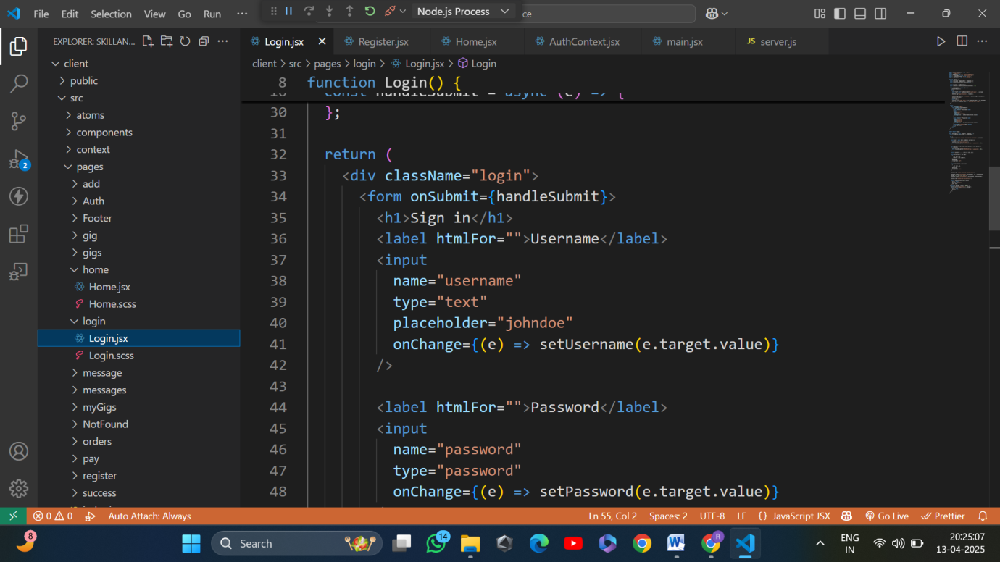 File Edit Selection View Go Run ··· Node.js Process ce
EXPLORER: SKILLAN...
client
public
src
atoms
components
context
pages
add
Auth
Footer
gig
gigs
home
Home.jsx
Home.scss
login
Login.jsx
Login.scss
message
messages
myGigs
NotFound
orders
pay
register
success
Login.jsx Register.jsx Home.jsx AuthContext.jsx main.jsx JS server.js
client > src > pages > login > Login.jsx > Login
8 function Login() {
const handleSubmit = async (e) => {
30 };
31
32 return (
33 <div className="login">
34 <form onSubmit={handleSubmit}>
35 <h1>Sign in</h1>
36 <label htmlFor="">Username</label>
37 <input
38 name="username"
39 type="text"
40 placeholder="johndoe"
41 onChange={(e) => setUsername(e.target.value)}
42 />
43
44 <label htmlFor="">Password</label>
45 <input
46 name="password"
47 type="password"
48 onChange={(e) => setPassword(e.target.value)}
2
0 0 Auto Attach: Always Ln 55, Col 2 Spaces: 2 UTF-8 LF {} JavaScript JSX Go Live Prettier
8 Search 14 W R ENG 20:25:07
IN 13-04-2025